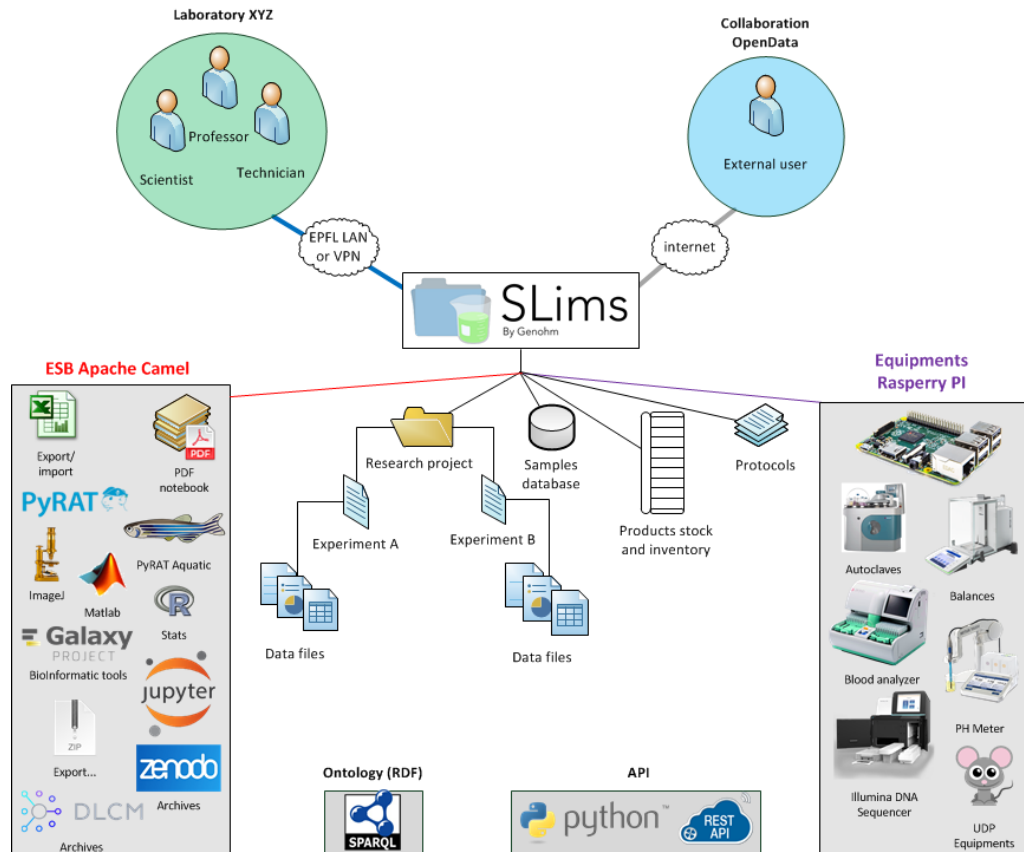 Laboratory XYZ
Professor
Scientist
Technician
Collaboration
OpenData
External user
EPFL LAN
or VPN
internet
SLims
By Genohm
ESB Apache Camel
Export/
import
PDF
PDF
notebook
PyRAT
PyRAT Aquatic
ImageJ
Matlab
R
Stats
Galaxy
PROJECT
BioInformatic tools
jupyter
ZIP
Export...
zenodo
Archives
DLCM
Archives
Research project
Samples
database
Products stock
and inventory
Protocols
Experiment A
Experiment B
Data files
Data files
Equipments
Rasperry PI
Autoclaves
Balances
Blood analyzer
PH Meter
Illumina DNA
Sequencer
UDP
Equipments
Ontology (RDF)
SPARQL
API
python™
REST
API